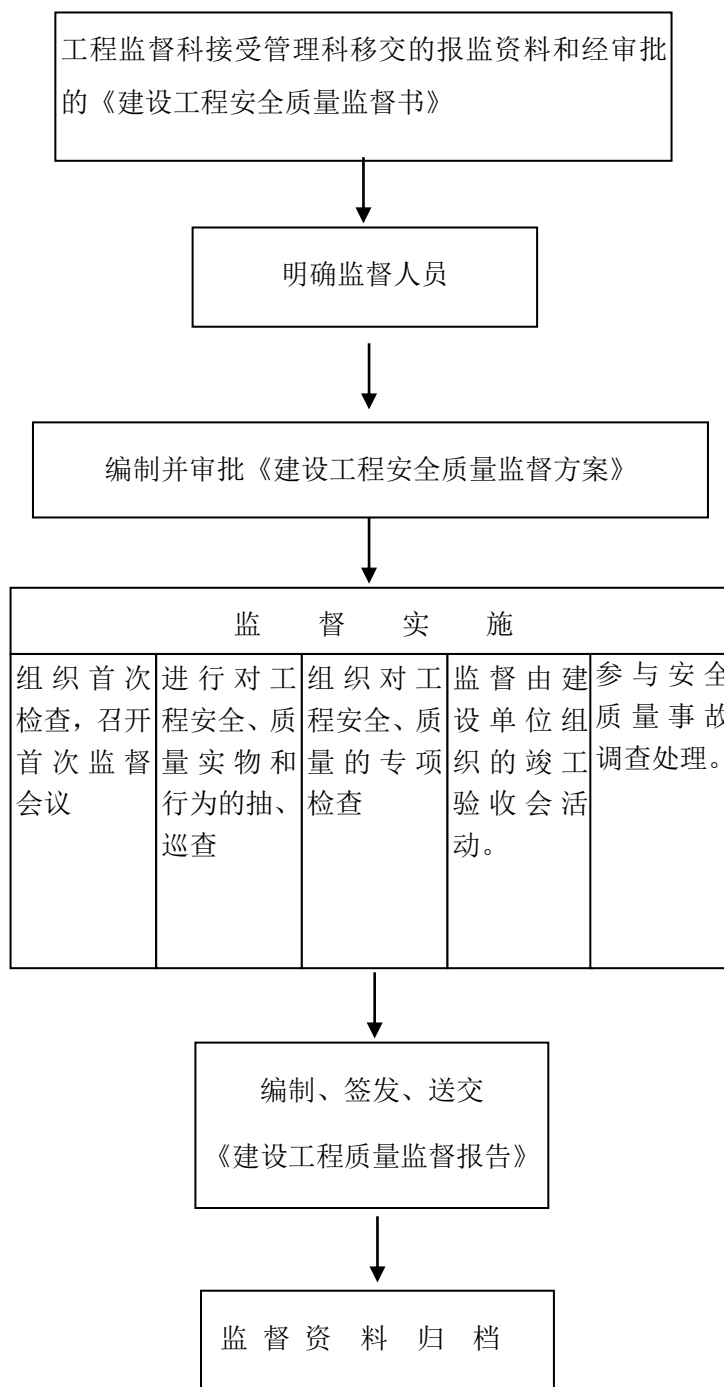 工程监督科接受管理科移交的报监资料和经审批
的《建设工程安全质量监督书》
明确监督人员
编制并审批《建设工程安全质量监督方案》
监督实施
组织首次
检查，召开
首次监督
会议
进行对工
程安全、质
量实物和
行为的抽、
巡查
组织对工
程安全、质
量的专项
检查
监督由建
设单位组
织的竣工
验收会活
动。
参与安全
质量事故
调查处理。
编制、签发、送交
《建设工程质量监督报告》
监督资料归档